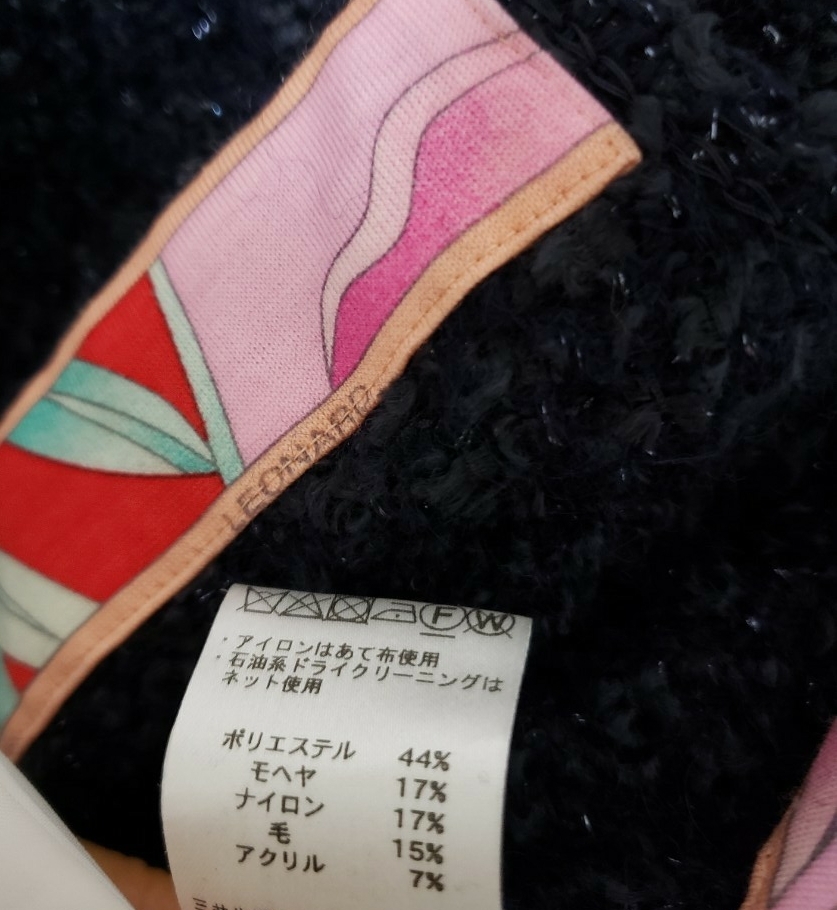 LEONARD
F W
・アイロンはあて布使用
・石油系ドライクリーニングは
ネット使用
ポリエステル 44%
モヘヤ 17%
ナイロン 17%
毛 15%
アクリル 7%